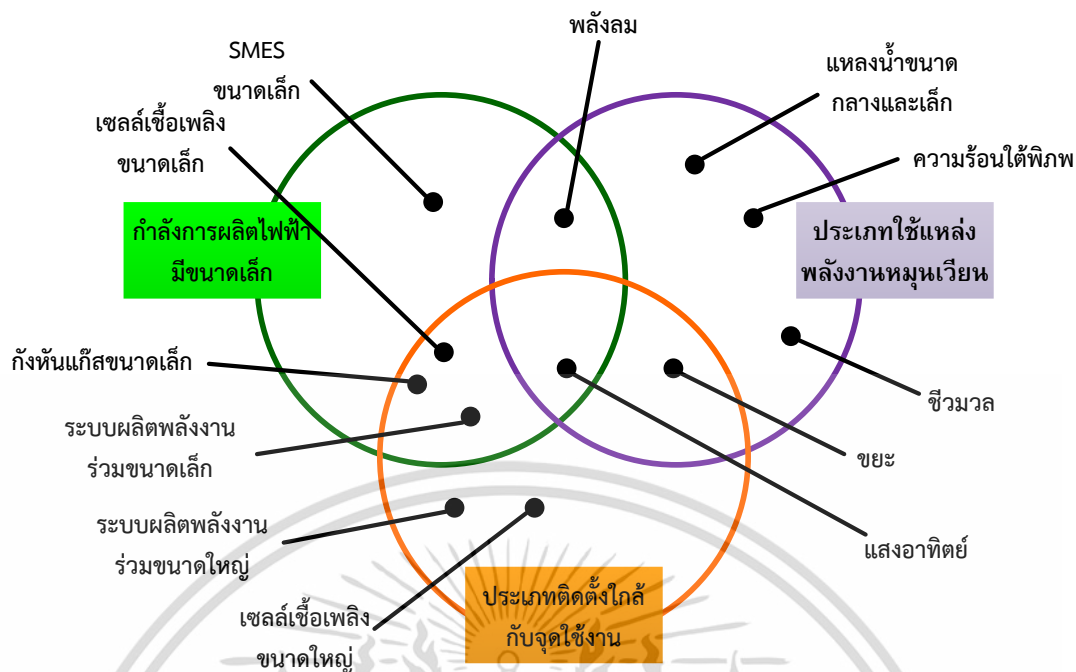 พลังลม
SMES
ขนาดเล็ก
แหลงน้ำขนาด
กลางและเล็ก
เซลล์เชื้อเพลิง
ขนาดเล็ก
ความร้อนใต้พิภพ
กำลังการผลิตไฟฟ้า
มีขนาดเล็ก
ประเภทใช้แหล่ง
พลังงานหมุนเวียน
กังหันแก๊สขนาดเล็ก
ชีวมวล
ระบบผลิตพลังงาน
ร่วมขนาดเล็ก
ขยะ
ระบบผลิตพลังงาน
ร่วมขนาดใหญ่
แสงอาทิตย์
เซลล์เชื้อเพลิง
ขนาดใหญ่
ประเภทติดตั้งใกล้
กับจุดใช้งาน